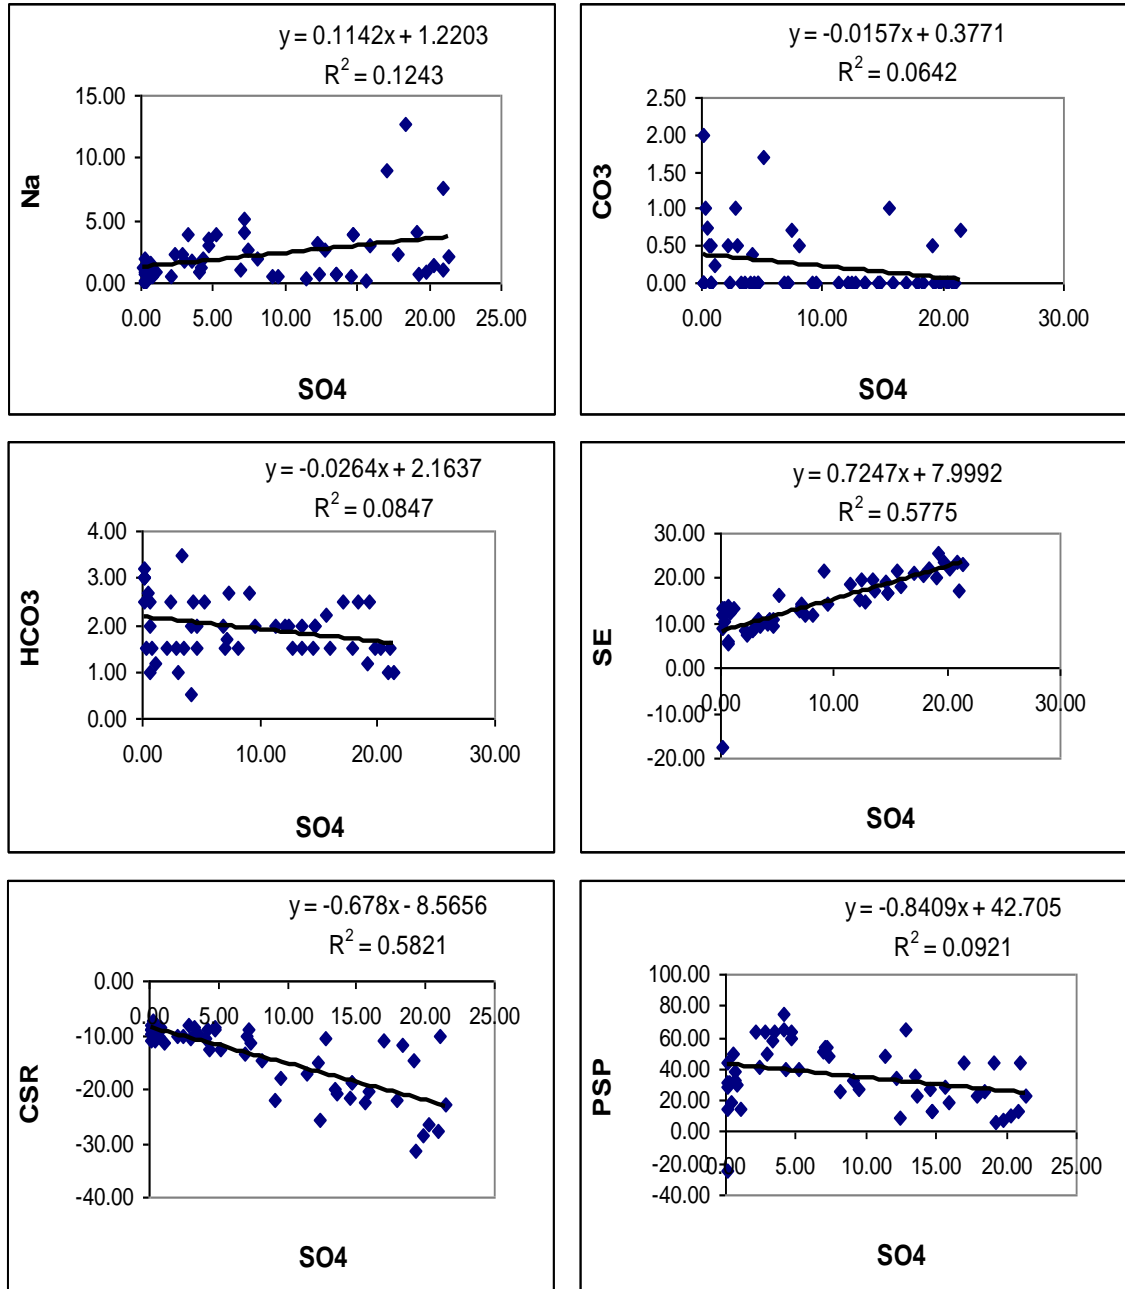 y = 0.1142x + 1.2203
R² = 0.1243
15.00
10.00
5.00
0.00
0.00 5.00 10.00 15.00 20.00 25.00
Na
SO4
y = -0.0157x + 0.3771
R² = 0.0642
2.50
2.00
1.50
1.00
0.50
0.00
0.00 10.00 20.00 30.00
CO3
SO4
y = -0.0264x + 2.1637
R² = 0.0847
4.00
3.00
2.00
1.00
0.00
0.00 10.00 20.00 30.00
HCO3
SO4
y = 0.7247x + 7.9992
R² = 0.5775
30.00
20.00
10.00
0.00
-10.00
-20.00
0.00 10.00 20.00 30.00
SE
SO4
y = -0.678x - 8.5656
R² = 0.5821
0.00
-10.00
-20.00
-30.00
-40.00
0.00 5.00 10.00 15.00 20.00 25.00
CSR
SO4
y = -0.8409x + 42.705
R² = 0.0921
100.00
80.00
60.00
40.00
20.00
0.00
-20.00
-40.00
0.00 5.00 10.00 15.00 20.00 25.00
PSP
SO4